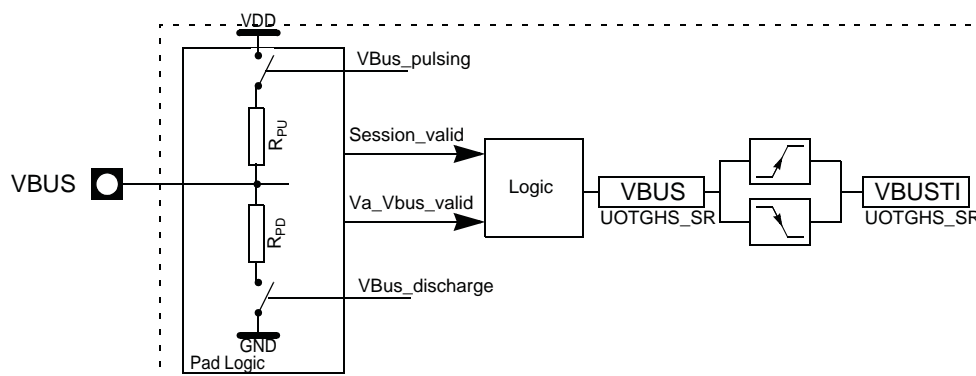 VDD
VBus_pulsing
RPU
Session_valid
VBUS
Logic
VBUS
VBUSTI
Va_Vbus_valid
UOTGHS_SR
UOTGHS_SR
RPD
VBus_discharge
GND
Pad Logic